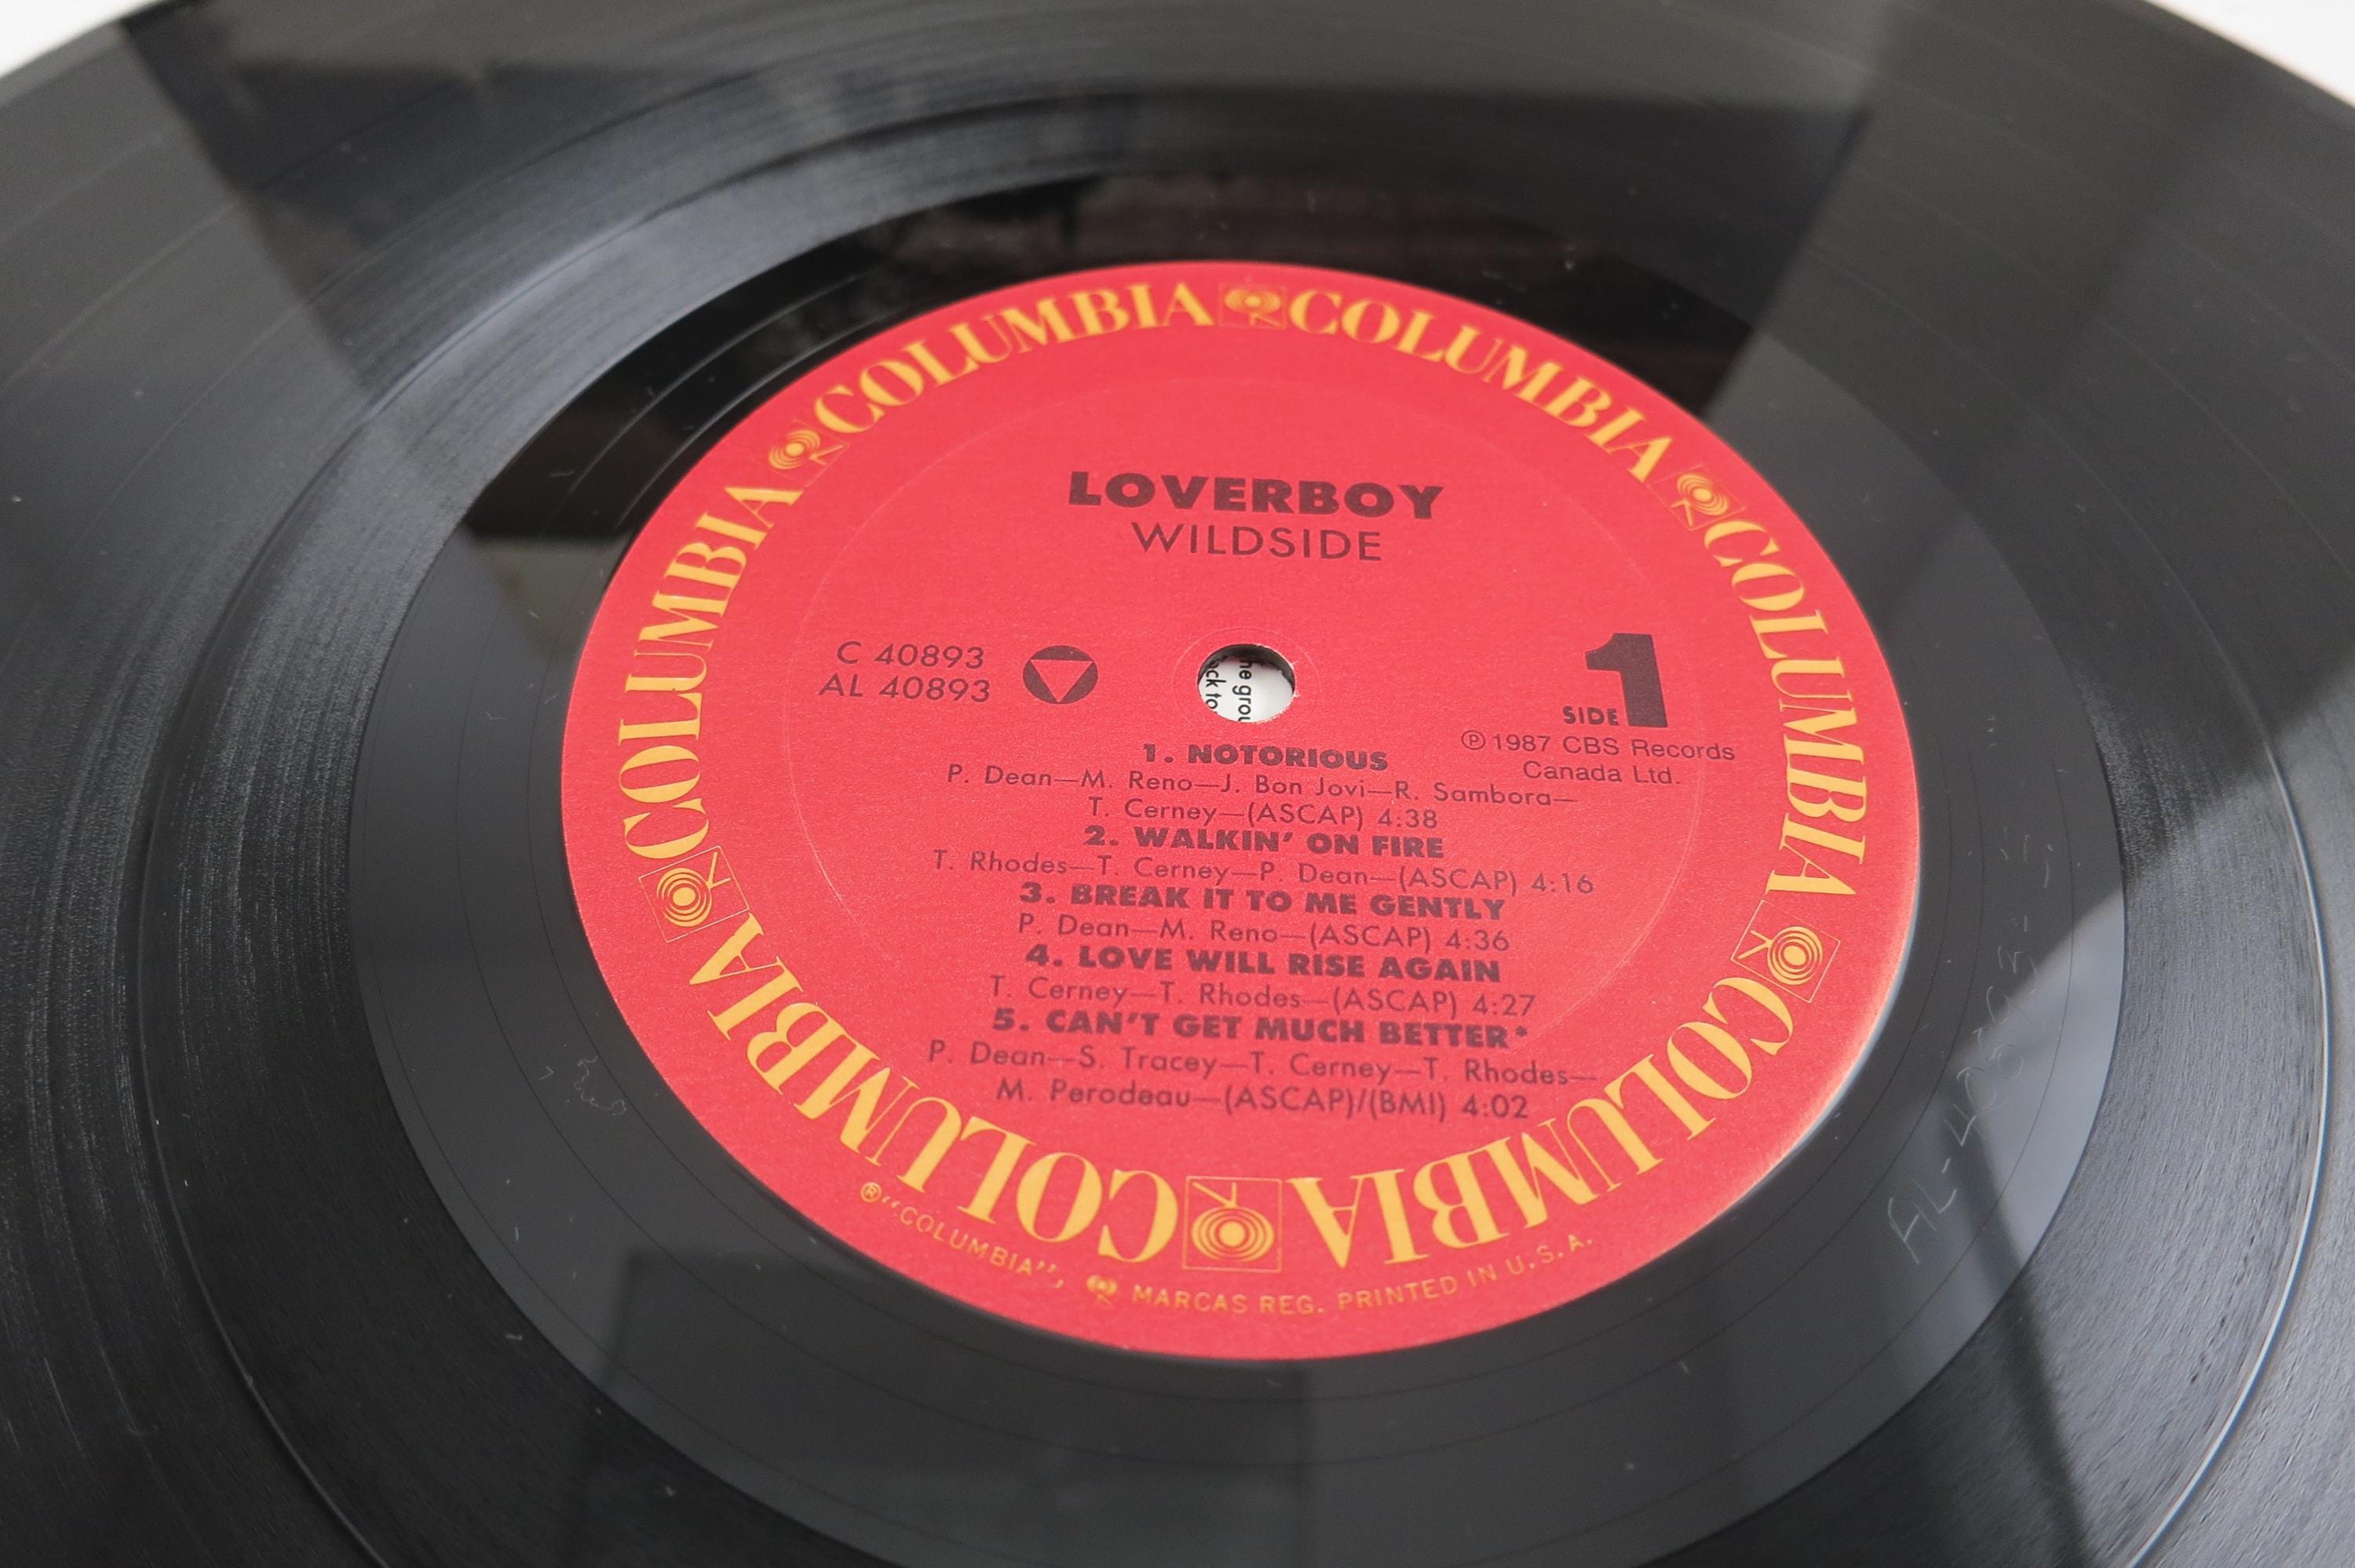 COLUMBIA COLUMBIA COLUMBIA COLUMBIA COLUMBIA COLUMBIA
LOVERBOY
WILDSIDE
C 40893
AL 40893
SIDE 1
℗ 1987 CBS Records
Canada Ltd.
he grou
ck to
1. NOTORIOUS
P. Dean—M. Reno—J. Bon Jovi—R. Sambora—
T. Cerney—(ASCAP) 4:38
2. WALKIN' ON FIRE
T. Rhodes—T. Cerney—P. Dean—(ASCAP) 4:16
3. BREAK IT TO ME GENTLY
P. Dean—M. Reno—(ASCAP) 4:36
4. LOVE WILL RISE AGAIN
T. Cerney—T. Rhodes—(ASCAP) 4:27
5. CAN'T GET MUCH BETTER*
P. Dean—S. Tracey—T. Cerney—T. Rhodes—
M. Perodeau—(ASCAP)/(BMI) 4:02
® "COLUMBIA", MARCAS REG. PRINTED IN U.S.A.